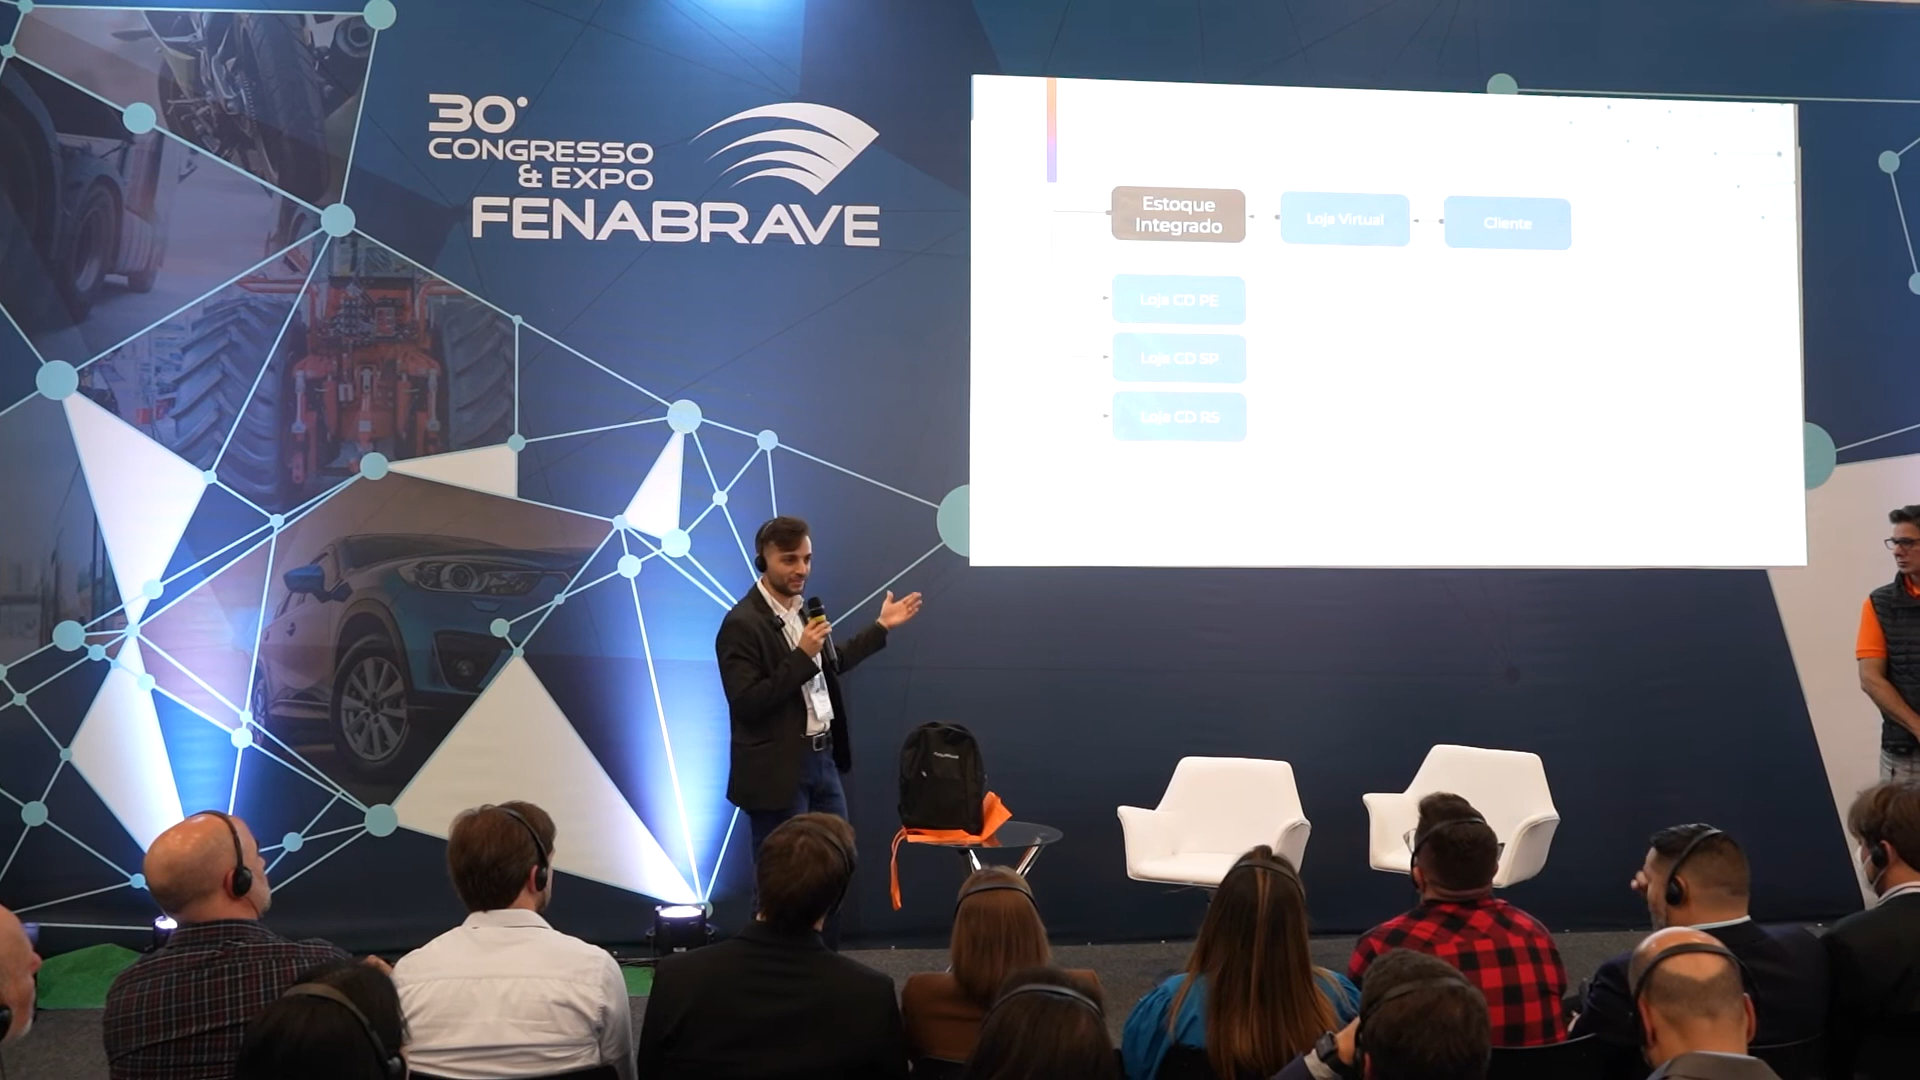 30°
CONGRESSO
& EXPO
FENABRAVE
Estoque
Integrado
Loja Virtual
Cliente
Loja CD PE
Loja CD SP
Loja CD RS